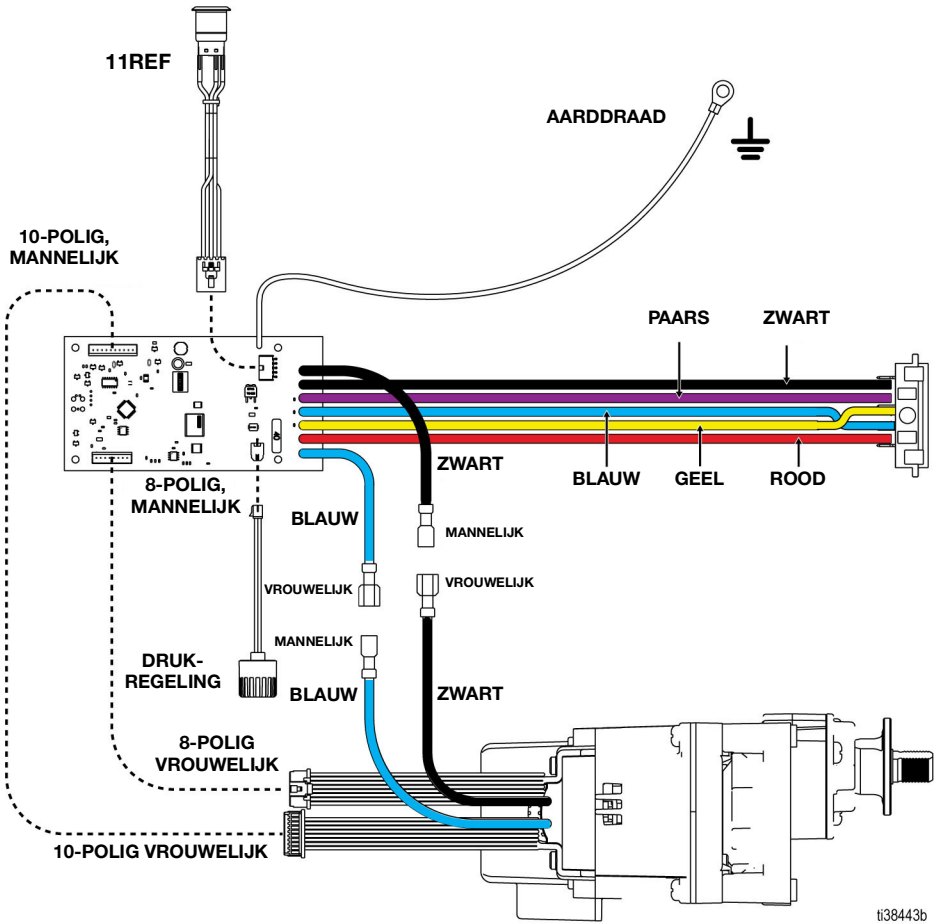 11REF
AARDDRAAD
10-POLIG,
MANNELIJK
PAARS
ZWART
ZWART
BLAUW
GEEL
ROOD
8-POLIG,
MANNELIJK
BLAUW
MANNELIJK
VROUWELIJK
VROUWELIJK
MANNELIJK
DRUK-
REGELING
BLAUW
ZWART
8-POLIG
VROUWELIJK
10-POLIG VROUWELIJK
ti38443b